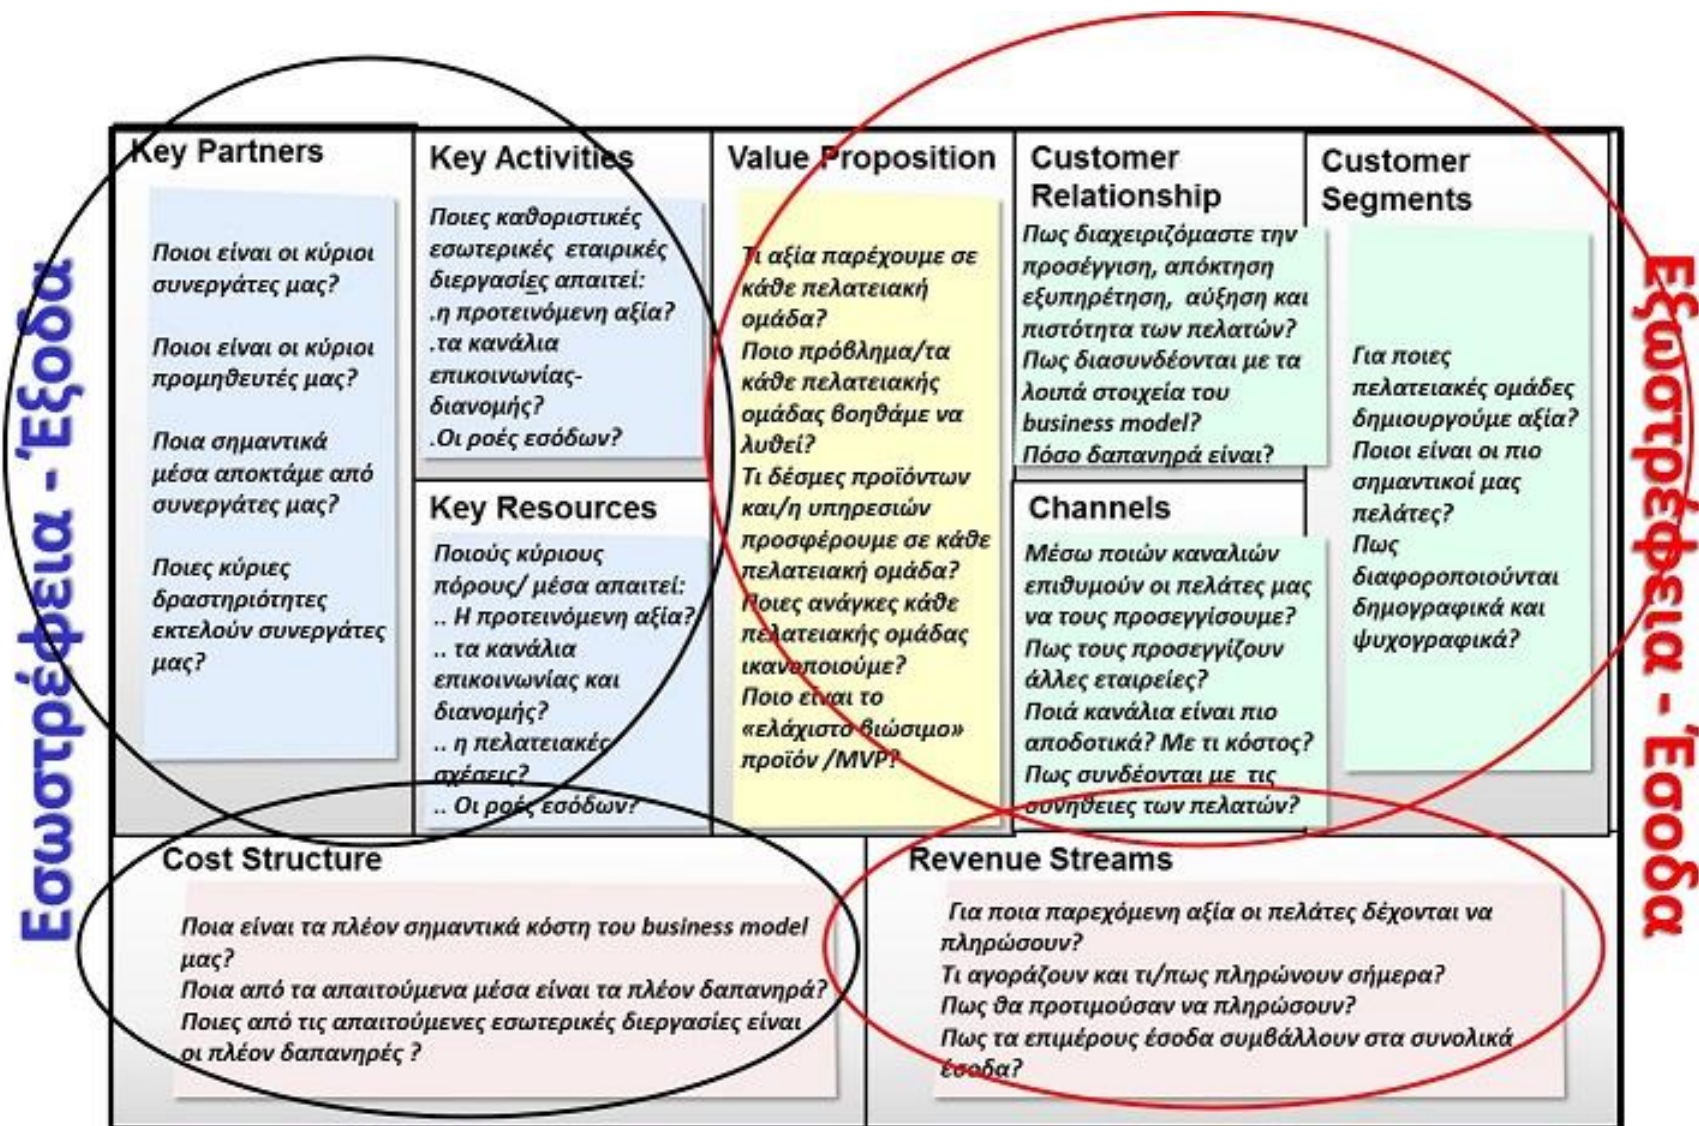 Εσωστρέφεια - Έξοδα
Key Partners
Ποιοι είναι οι κύριοι
συνεργάτες μας?
Ποιοι είναι οι κύριοι
προμηθευτές μας?
Ποια σημαντικά
μέσα αποκτάμε από
συνεργάτες μας?
Ποιες κύριες
δραστηριότητες
εκτελούν συνεργάτες
μας?
Key Activities
Ποιες καθοριστικές
εσωτερικές εταιρικές
διεργασίες απαιτεί:
.η προτεινόμενη αξία?
.τα κανάλια
επικοινωνίας-
διανομής?
.Οι ροές εσόδων?
Key Resources
Ποιούς κύριους
πόρους/ μέσα απαιτεί:
.. Η προτεινόμενη αξία?
.. τα κανάλια
επικοινωνίας και
διανομής?
.. η πελατειακές
σχέσεις?
.. Οι ροές εσόδων?
Value Proposition
Τι αξία παρέχουμε σε
κάθε πελατειακή
ομάδα?
Ποιο πρόβλημα/τα
κάθε πελατειακής
ομάδας βοηθάμε να
λυθεί?
Τι δέσμες προϊόντων
και/η υπηρεσιών
προσφέρουμε σε κάθε
πελατειακή ομάδα?
Ποιες ανάγκες κάθε
πελατειακής ομάδας
ικανοποιούμε?
Ποιο είναι το
«ελάχιστο βιώσιμο»
προϊόν /MVP?
Customer
Relationship
Πως διαχειριζόμαστε την
προσέγγιση, απόκτηση
εξυπηρέτηση, αύξηση και
πιστότητα των πελατών?
Πως διασυνδέονται με τα
λοιπά στοιχεία του
business model?
Πόσο δαπανηρά είναι?
Channels
Μέσω ποιών καναλιών
επιθυμούν οι πελάτες μας
να τους προσεγγίσουμε?
Πως τους προσεγγίζουν
άλλες εταιρείες?
Ποιά κανάλια είναι πιο
αποδοτικά? Με τι κόστος?
Πως συνδέονται με τις
συνήθειες των πελατών?
Customer
Segments
Για ποιες
πελατειακές ομάδες
δημιουργούμε αξία?
Ποιοι είναι οι πιο
σημαντικοί μας
πελάτες?
Πως
διαφοροποιούνται
δημογραφικά και
ψυχογραφικά?
Εξωστρέφεια - Έσοδα
Cost Structure
Ποια είναι τα πλέον σημαντικά κόστη του business model
μας?
Ποια από τα απαιτούμενα μέσα είναι τα πλέον δαπανηρά?
Ποιες από τις απαιτούμενες εσωτερικές διεργασίες είναι
οι πλέον δαπανηρές ?
Revenue Streams
Για ποια παρεχόμενη αξία οι πελάτες δέχονται να
πληρώσουν?
Τι αγοράζουν και τι/πως πληρώνουν σήμερα?
Πως θα προτιμούσαν να πληρώσουν?
Πως τα επιμέρους έσοδα συμβάλλουν στα συνολικά
έσοδα?